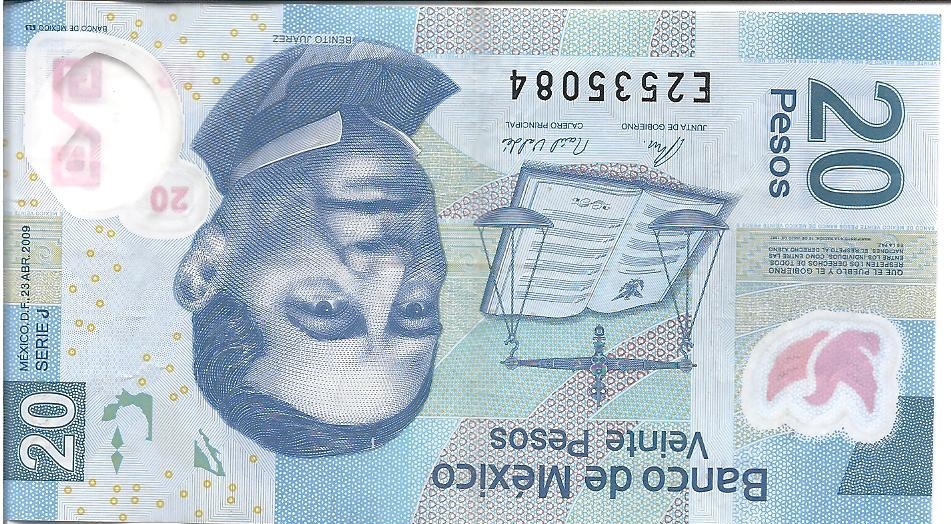 Banco de México
Veinte Pesos
20
MÉXICO, D.F. 23 ABR. 2009
SERIE J
QUE EL PUEBLO Y EL GOBIERNO
RESPETEN LOS DERECHOS DE TODOS.
ENTRE LOS INDIVIDUOS, COMO ENTRE LAS
NACIONES, EL RESPETO AL DERECHO AJENO
ES LA PAZ
20
Pesos
JUNTA DE GOBIERNO
CAJERO PRINCIPAL
E2535084
20
BENITO JUÁREZ
BANCO DE MÉXICO